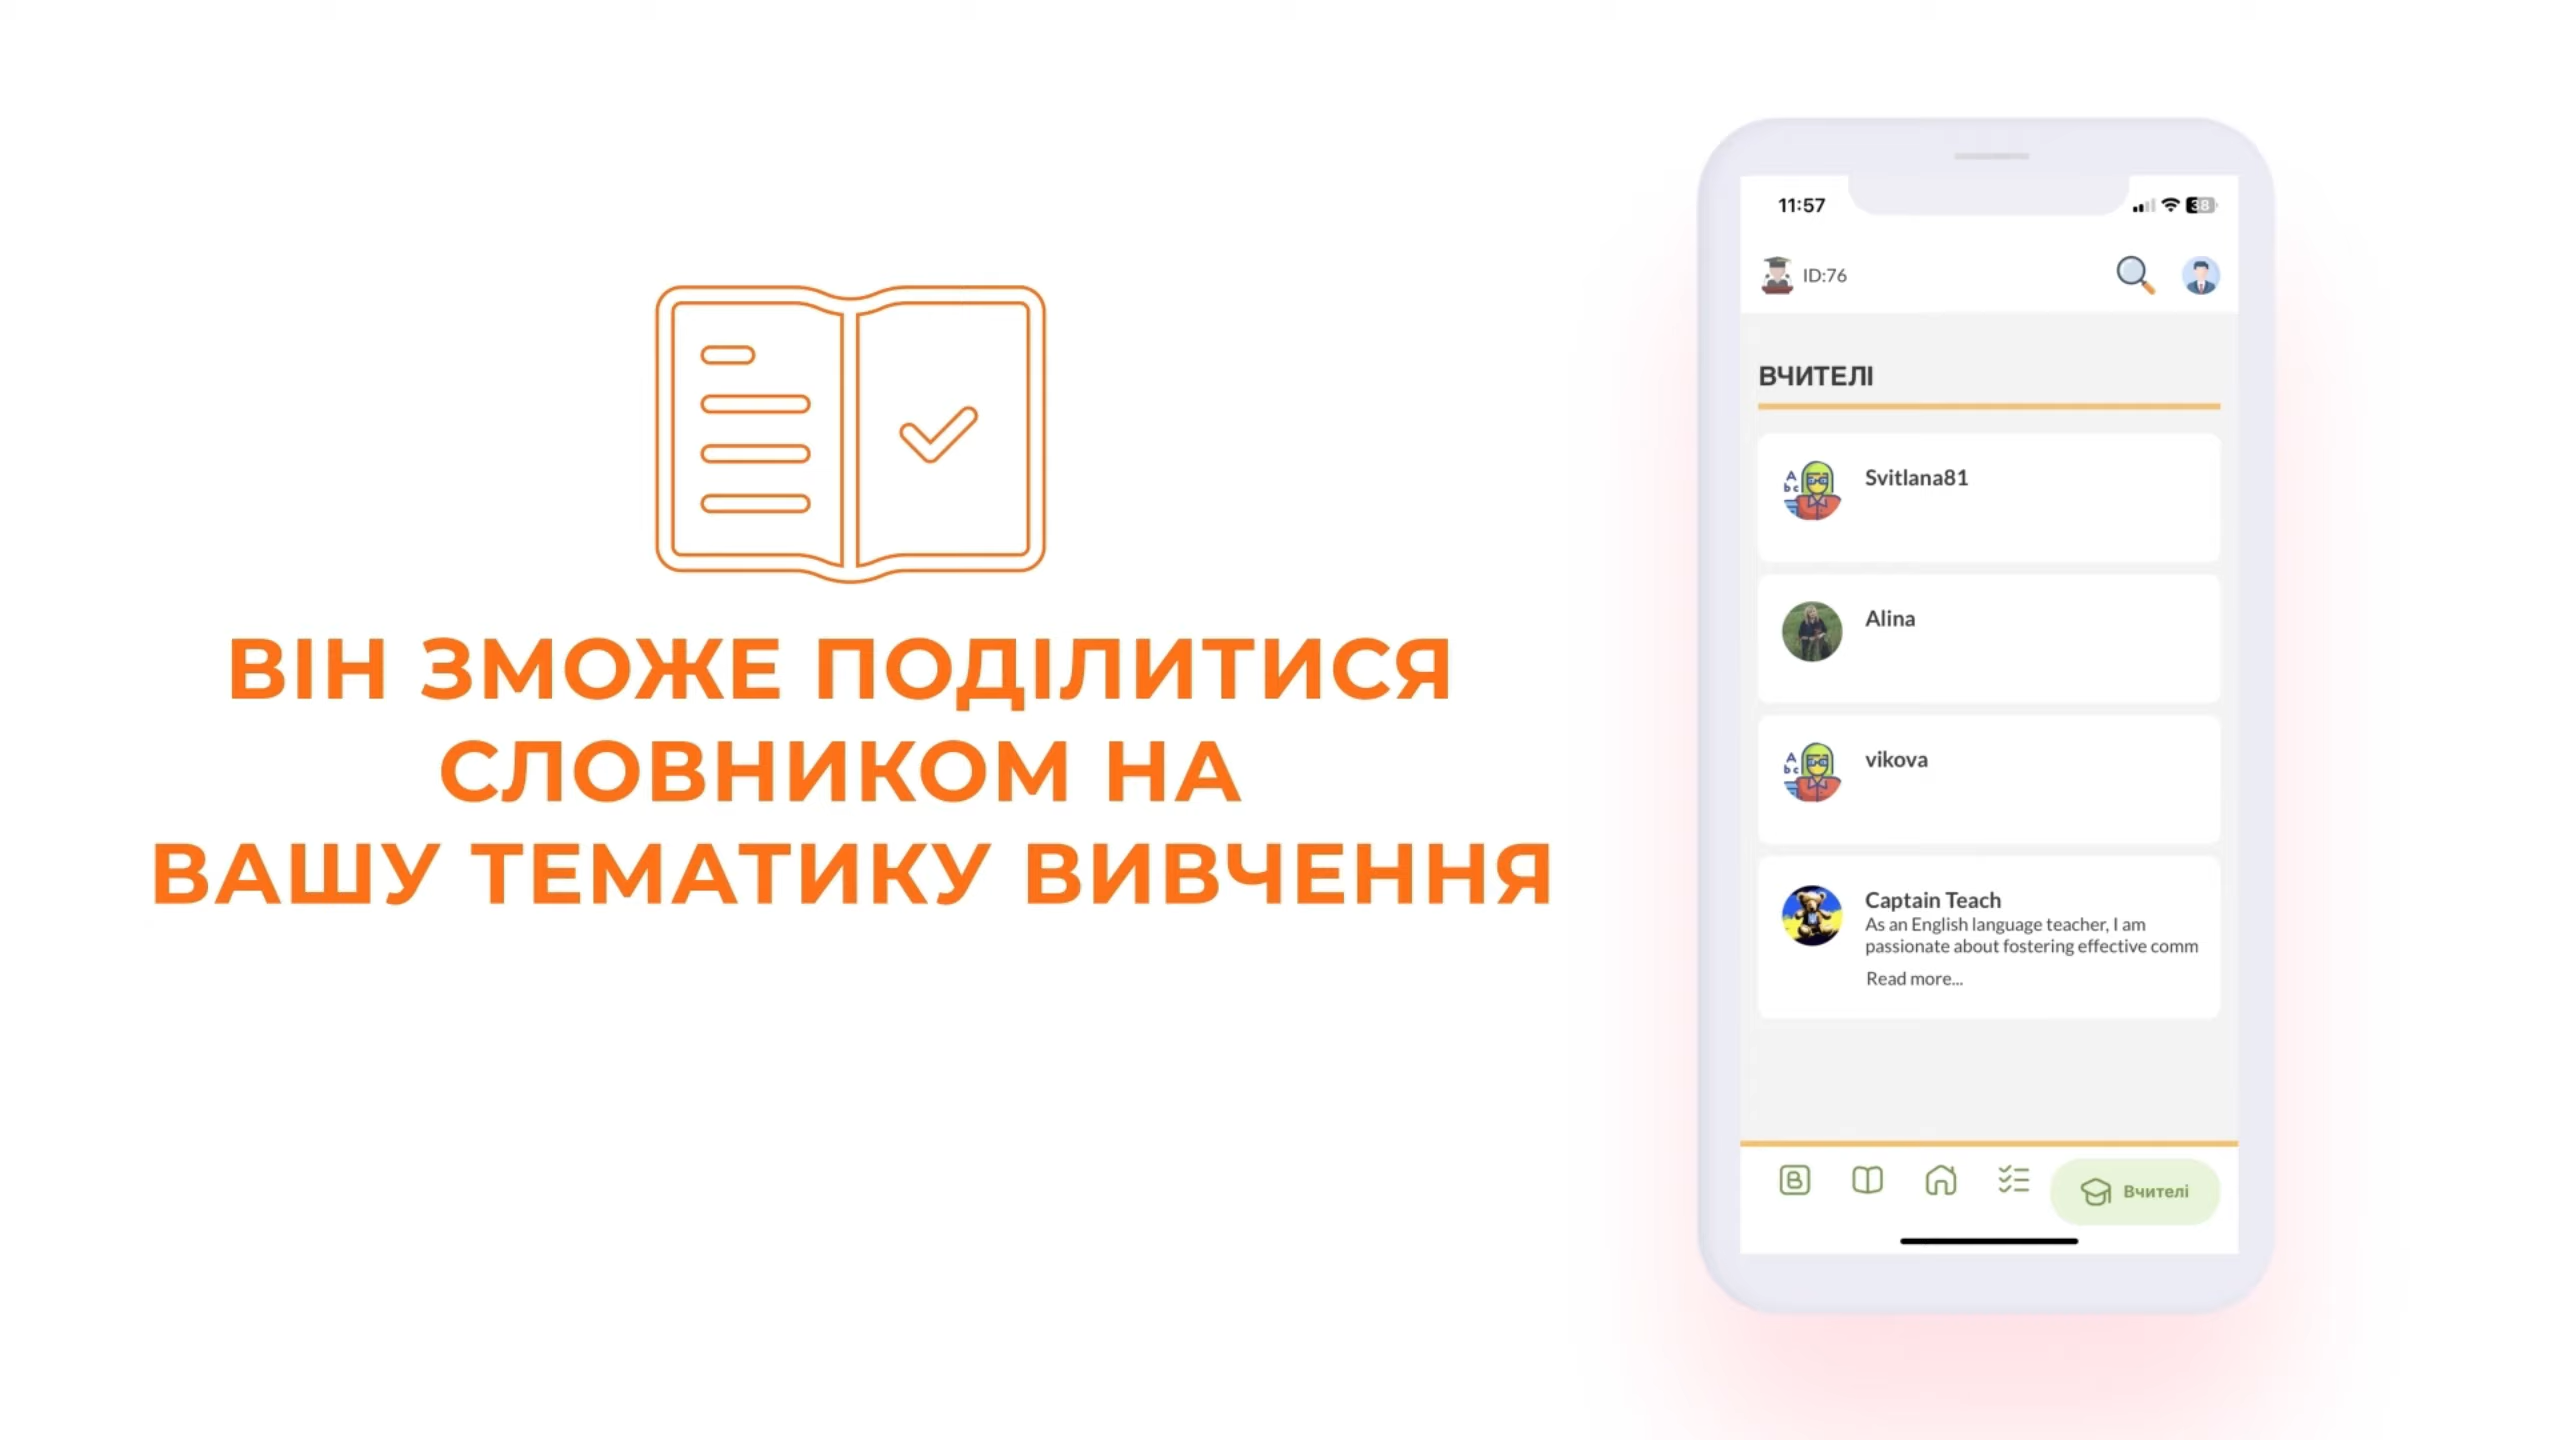 ВІН ЗМОЖЕ ПОДІЛИТИСЯ
СЛОВНИКОМ НА
ВАШУ ТЕМАТИКУ ВИВЧЕННЯ
11:57
38
ID:76
ВЧИТЕЛІ
Svitlana81
Alina
vikova
Captain Teach
As an English language teacher, I am
passionate about fostering effective comm
Read more...
Вчителі